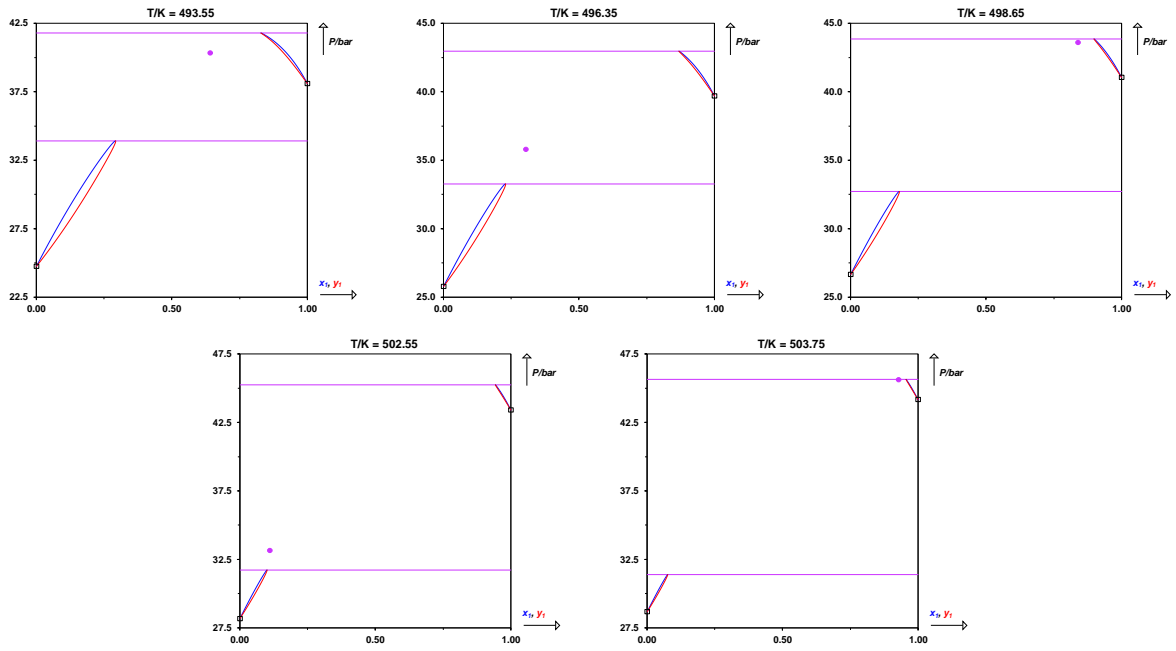 T/K = 493.55
42.5
37.5
32.5
27.5
22.5
0.00
0.50
1.00
P/bar
x₁, y₁
T/K = 496.35
45.0
40.0
35.0
30.0
25.0
0.00
0.50
1.00
P/bar
x₁, y₁
T/K = 498.65
45.0
40.0
35.0
30.0
25.0
0.00
0.50
1.00
P/bar
x₁, y₁
T/K = 502.55
47.5
42.5
37.5
32.5
27.5
0.00
0.50
1.00
P/bar
x₁, y₁
T/K = 503.75
47.5
42.5
37.5
32.5
27.5
0.00
0.50
1.00
P/bar
x₁, y₁